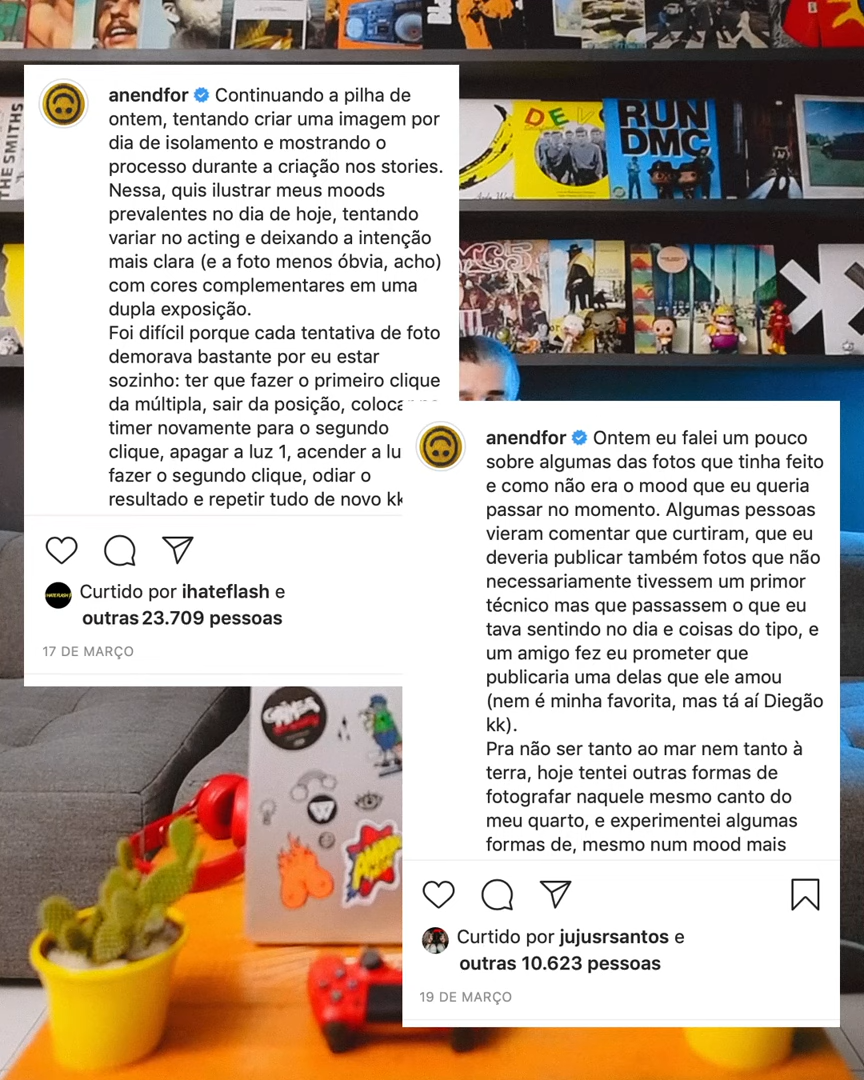 THE SMITHS
DEVO
RUN
DMC
MC5
anendfor Continuando a pilha de
ontem, tentando criar uma imagem por
dia de isolamento e mostrando o
processo durante a criação nos stories.
Nessa, quis ilustrar meus moods
prevalentes no dia de hoje, tentando
variar no acting e deixando a intenção
mais clara (e a foto menos óbvia, acho)
com cores complementares em uma
dupla exposição.
Foi difícil porque cada tentativa de foto
demorava bastante por eu estar
sozinho: ter que fazer o primeiro clique
da múltipla, sair da posição,
timer novamente para o segundo
clique, apagar a luz 1, acender a lu
fazer o segundo clique, odiar o
resultado e repetir tudo de novo kk
Curtido por ihateflash e
outras 23.709 pessoas
17 DE MARÇO
anendfor Ontem eu falei um pouco
sobre algumas das fotos que tinha feito
e como não era o mood que eu queria
passar no momento. Algumas pessoas
vieram comentar que curtiram, que eu
deveria publicar também fotos que não
necessariamente tivessem um primor
técnico mas que passassem o que eu
tava sentindo no dia e coisas do tipo, e
um amigo fez eu prometer que
publicaria uma delas que ele amou
(nem é minha favorita, mas tá aí Diegão
kk).
Pra não ser tanto ao mar nem tanto à
terra, hoje tentei outras formas de
fotografar naquele mesmo canto do
meu quarto, e experimentei algumas
formas de, mesmo num mood mais
Curtido por jujusrsantos e
outras 10.623 pessoas
19 DE MARÇO